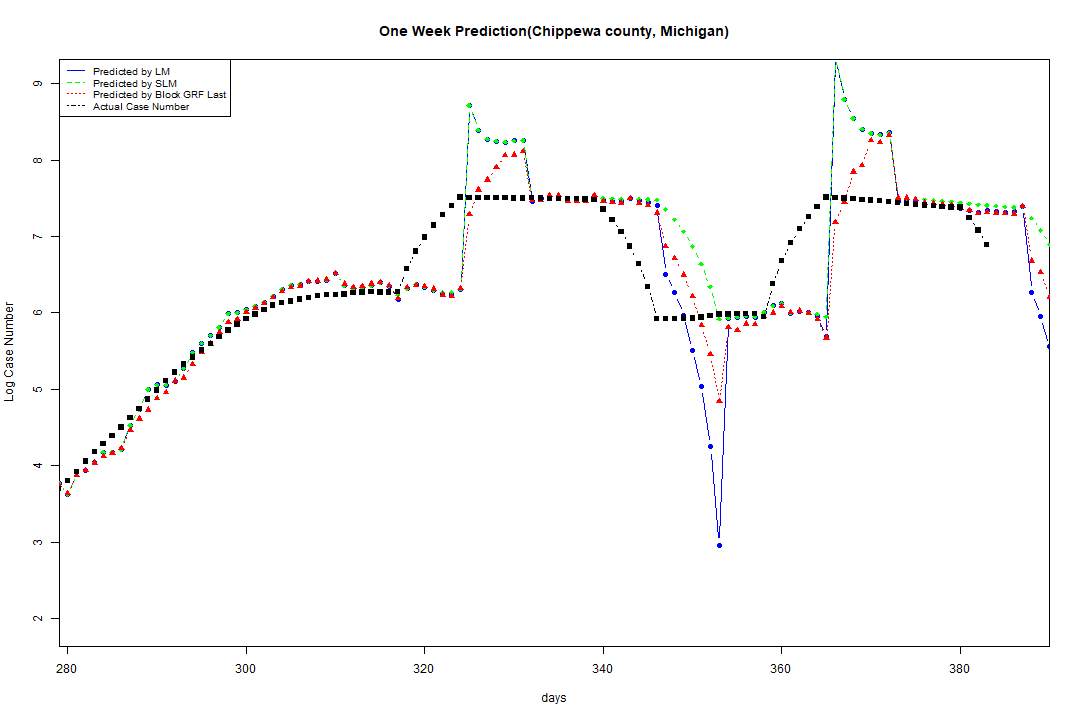 One Week Prediction(Chippewa county, Michigan)
Predicted by LM
Predicted by SLM
Predicted by Block GRF Last
Actual Case Number
Log Case Number
9
8
7
6
5
4
3
2
280 300 320 340 360 380
days